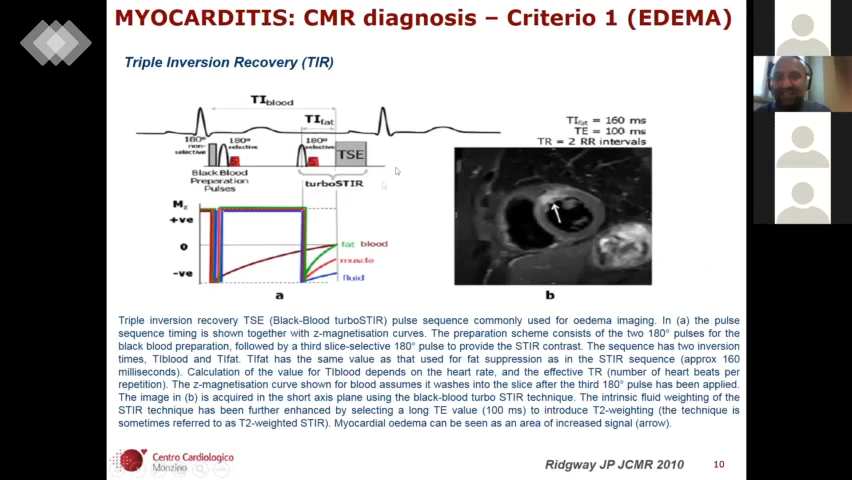 MYOCARDITIS: CMR diagnosis – Criterio 1 (EDEMA)
Triple Inversion Recovery (TIR)
TIblood
TIfat
180° non-selective
180° selective
180° selective
S
S
TSE
Black Blood
Preparation
Pulses
turboSTIR
TIfat = 160 ms
TE = 100 ms
TR = 2 RR intervals
Mz
+ve
0
-ve
fat blood
muscle
fluid
a
b
Triple inversion recovery TSE (Black-Blood turboSTIR) pulse sequence commonly used for oedema imaging. In (a) the pulse
sequence timing is shown together with z-magnetisation curves. The preparation scheme consists of the two 180° pulses for the
black blood preparation, followed by a third slice-selective 180° pulse to provide the STIR contrast. The sequence has two inversion
times, TIblood and TIfat. TIfat has the same value as that used for fat suppression as in the STIR sequence (approx 160
milliseconds). Calculation of the value for TIblood depends on the heart rate, and the effective TR (number of heart beats per
repetition). The z-magnetisation curve shown for blood assumes it washes into the slice after the third 180° pulse has been applied.
The image in (b) is acquired in the short axis plane using the black-blood turbo STIR technique. The intrinsic fluid weighting of the
STIR technique has been further enhanced by selecting a long TE value (100 ms) to introduce T2-weighting (the technique is
sometimes referred to as T2-weighted STIR). Myocardial oedema can be seen as an area of increased signal (arrow).
Centro Cardiologico
Monzino
Ridgway JP JCMR 2010
10